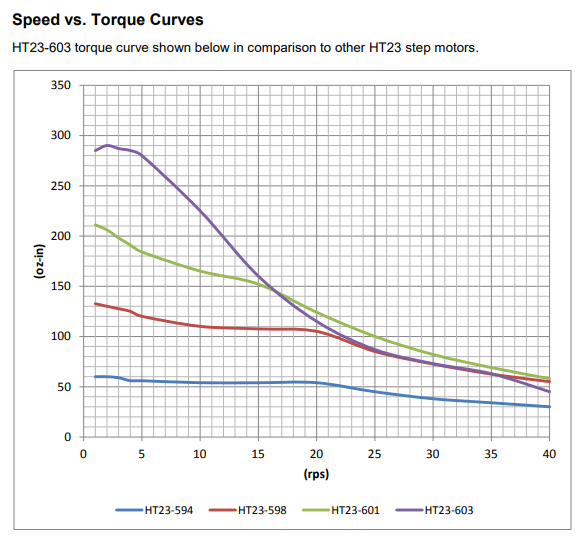 Speed vs. Torque Curves
HT23-603 torque curve shown below in comparison to other HT23 step motors.
350
300
250
200
150
100
50
0
(oz-in)
0 5 10 15 20 25 30 35 40
(rps)
HT23-594 HT23-598 HT23-601 HT23-603